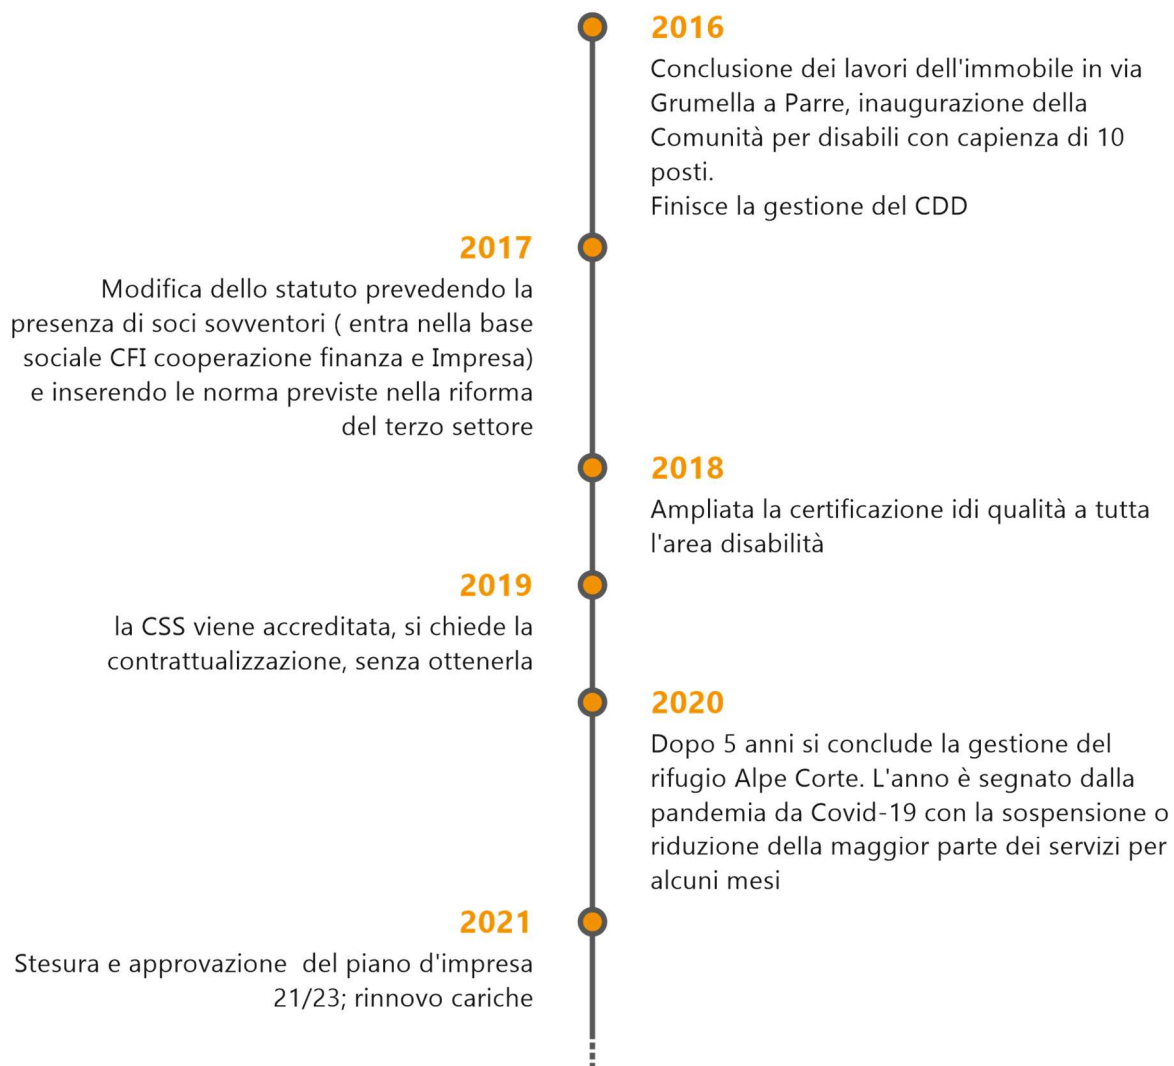 2016
Conclusione dei lavori dell'immobile in via
Grumella a Parre, inaugurazione della
Comunità per disabili con capienza di 10
posti.
Finisce la gestione del CDD
2017
Modifica dello statuto prevedendo la
presenza di soci sovventori ( entra nella base
sociale CFI cooperazione finanza e Impresa)
e inserendo le norma previste nella riforma
del terzo settore
2018
Ampliata la certificazione idi qualità a tutta
l'area disabilità
2019
la CSS viene accreditata, si chiede la
contrattualizzazione, senza ottenerla
2020
Dopo 5 anni si conclude la gestione del
rifugio Alpe Corte. L'anno è segnato dalla
pandemia da Covid-19 con la sospensione o
riduzione della maggior parte dei servizi per
alcuni mesi
2021
Stesura e approvazione  del piano d'impresa
21/23; rinnovo cariche